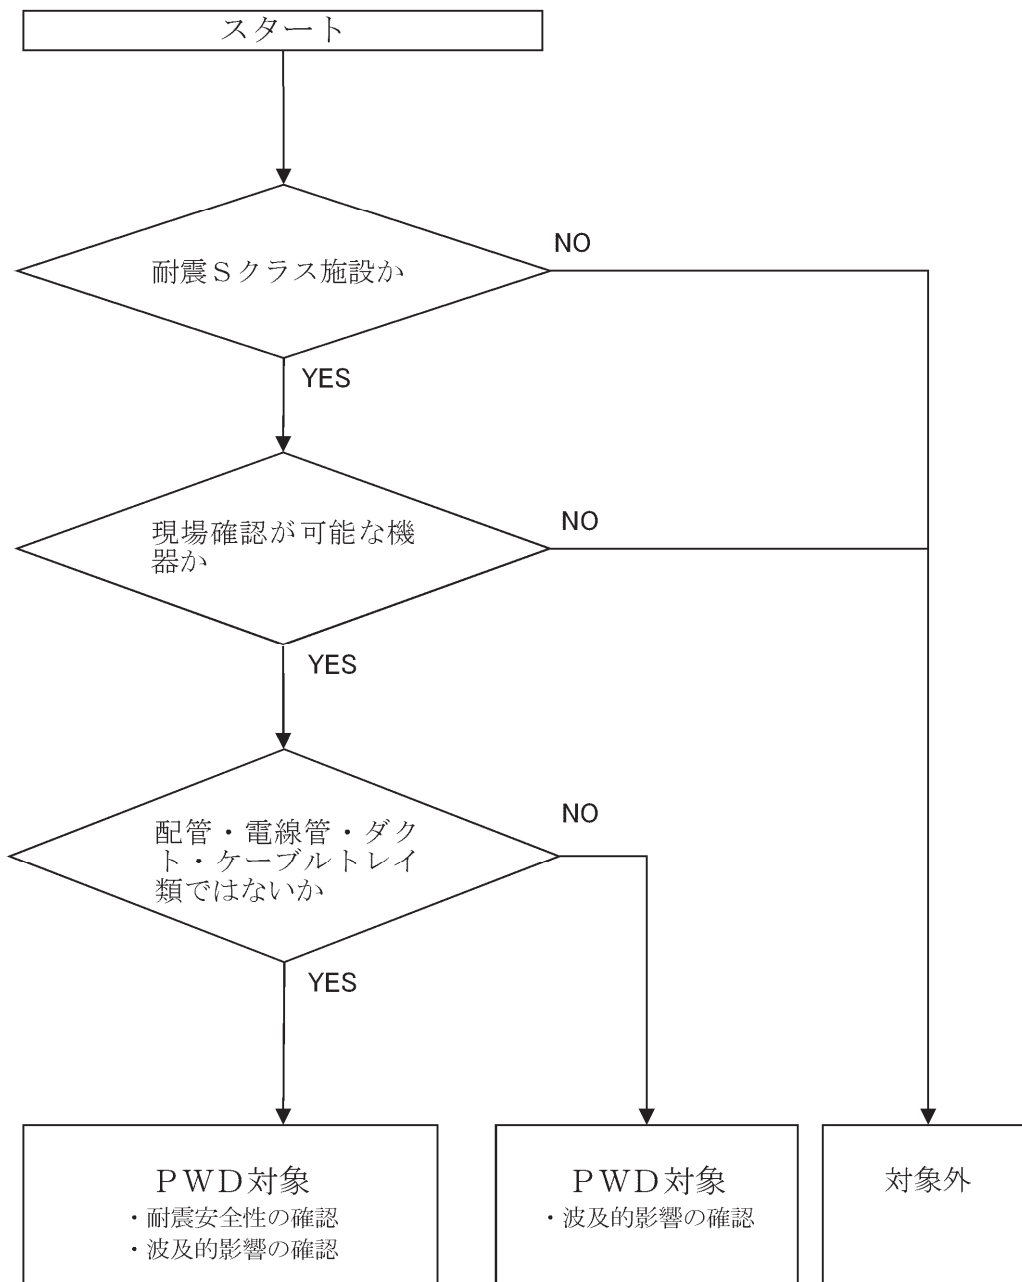 スタート
NO
耐震Ｓクラス施設か
YES
NO
現場確認が可能な機
器か
YES
NO
配管・電線管・ダク
ト・ケーブルトレイ
類ではないか
YES
ＰＷＤ対象
・耐震安全性の確認
・波及的影響の確認
ＰＷＤ対象
・波及的影響の確認
対象外